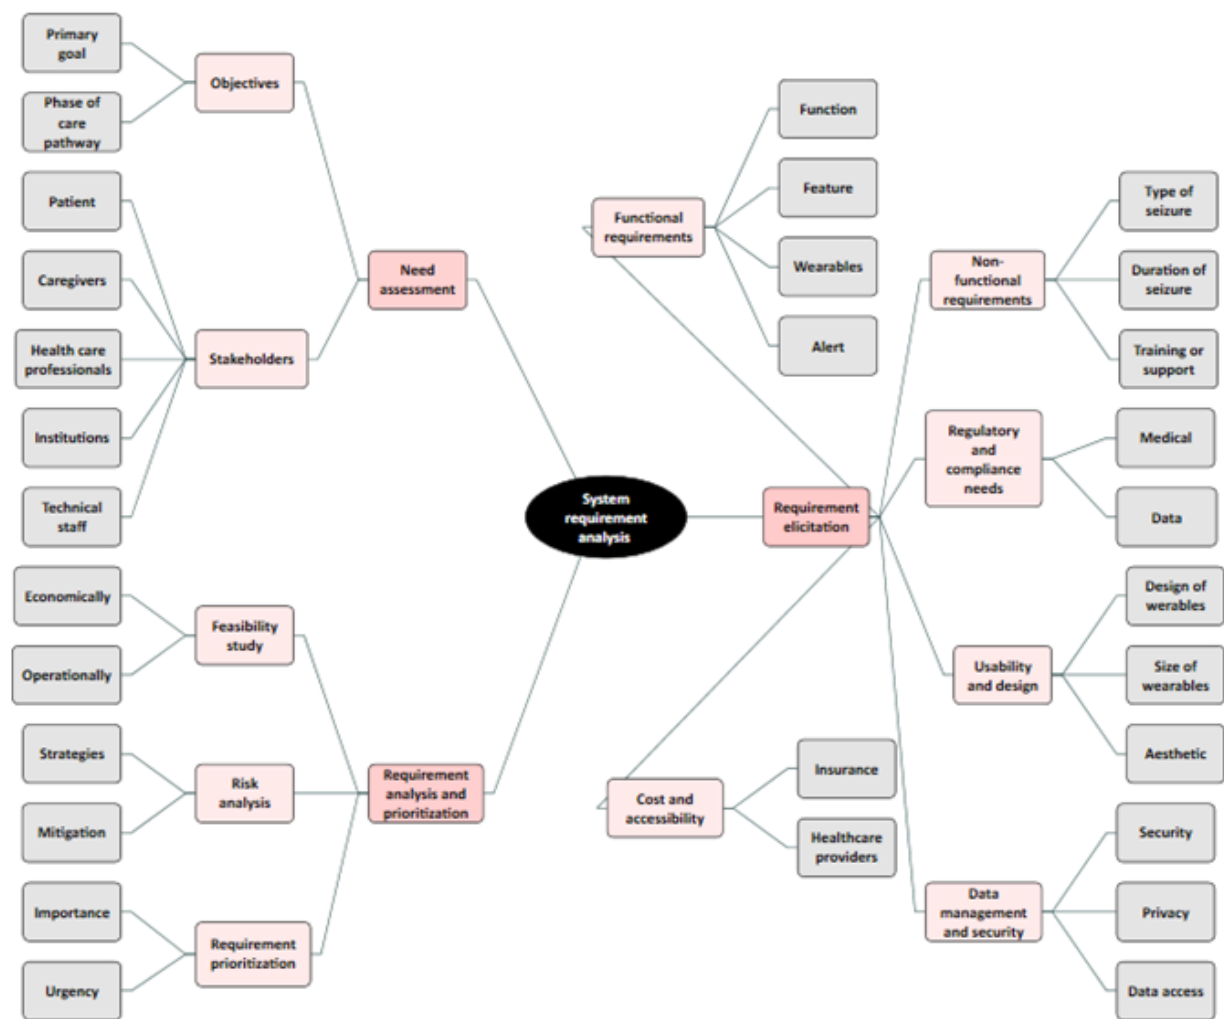 Primary
goal
Phase of
care
pathway
Objectives
Patient
Caregivers
Health care
professionals
Institutions
Technical
staff
Stakeholders
Need
assessment
Economically
Operationally
Feasibility
study
Strategies
Mitigation
Risk
analysis
Importance
Urgency
Requirement
prioritization
Requirement
analysis and
prioritization
System
requirement
analysis
Requirement
elicitation
Functional
requirements
Function
Feature
Wearables
Alert
Cost and
accessibility
Insurance
Healthcare
providers
Non-
functional
requirements
Type of
seizure
Duration of
seizure
Training or
support
Regulatory
and
compliance
needs
Medical
Data
Usability
and design
Design of
werables
Size of
wearables
Aesthetic
Data
management
and security
Security
Privacy
Data access